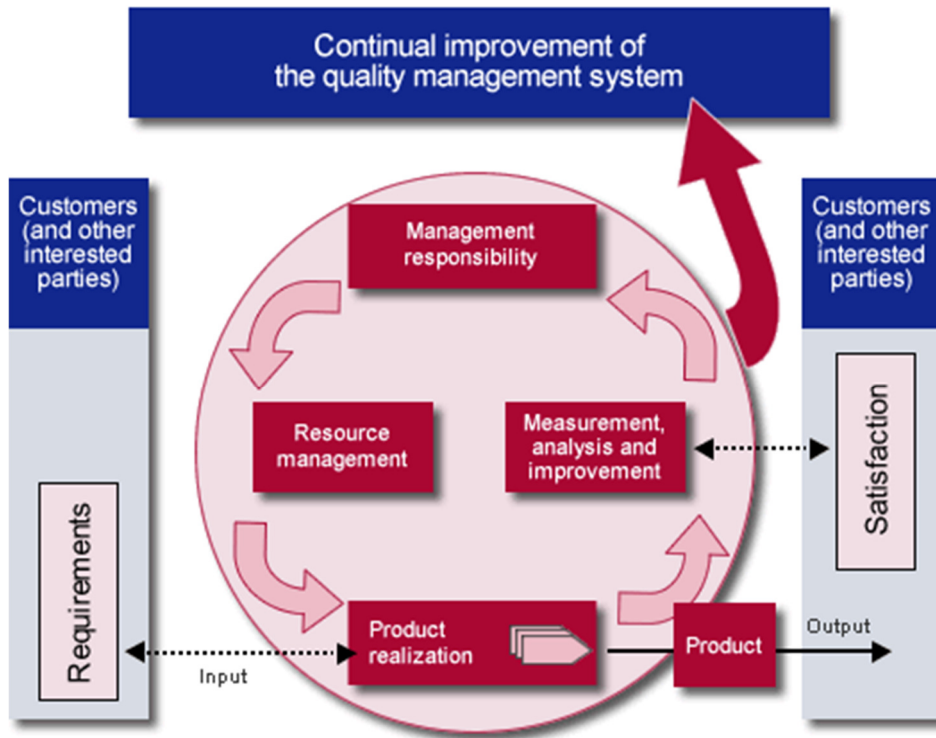 Continual improvement of
the quality management system
Customers
(and other
interested
parties)
Customers
(and other
interested
parties)
Management
responsibility
Resource
management
Measurement,
analysis and
improvement
Satisfaction
Requirements
Product
realization
Product
Output
Input